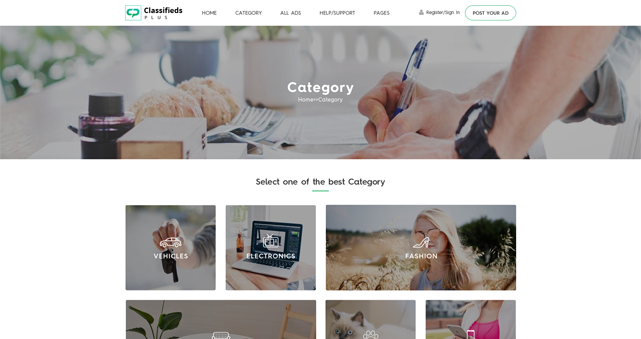 Classifieds
PLUS
HOME
CATEGORY
ALL ADS
HELP/SUPPORT
PAGES
Register/Sign In
POST YOUR AD
Category
Home>>Category
Select one of the best Category
VEHICLES
ELECTRONICS
FASHION